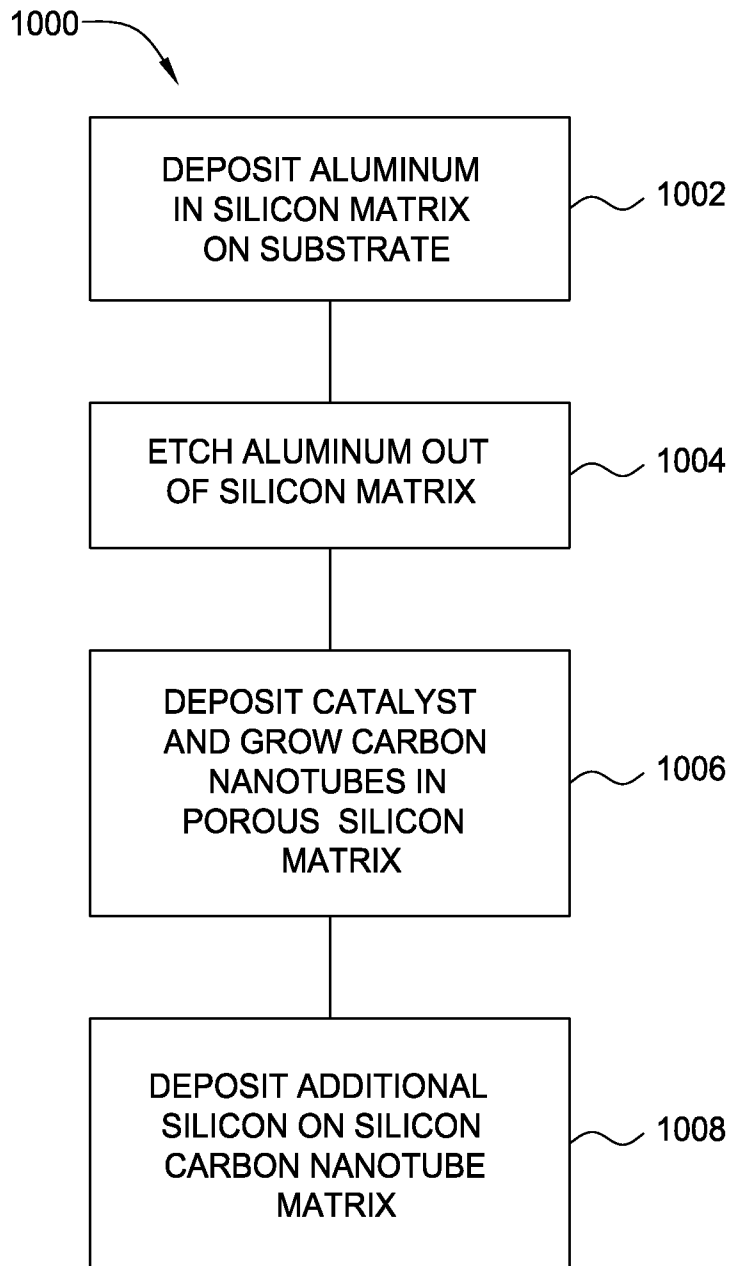 1000
DEPOSIT ALUMINUM
IN SILICON MATRIX
ON SUBSTRATE
1002
ETCH ALUMINUM OUT
OF SILICON MATRIX
1004
DEPOSIT CATALYST
AND GROW CARBON
NANOTUBES IN
POROUS SILICON
MATRIX
1006
DEPOSIT ADDITIONAL
SILICON ON SILICON
CARBON NANOTUBE
MATRIX
1008